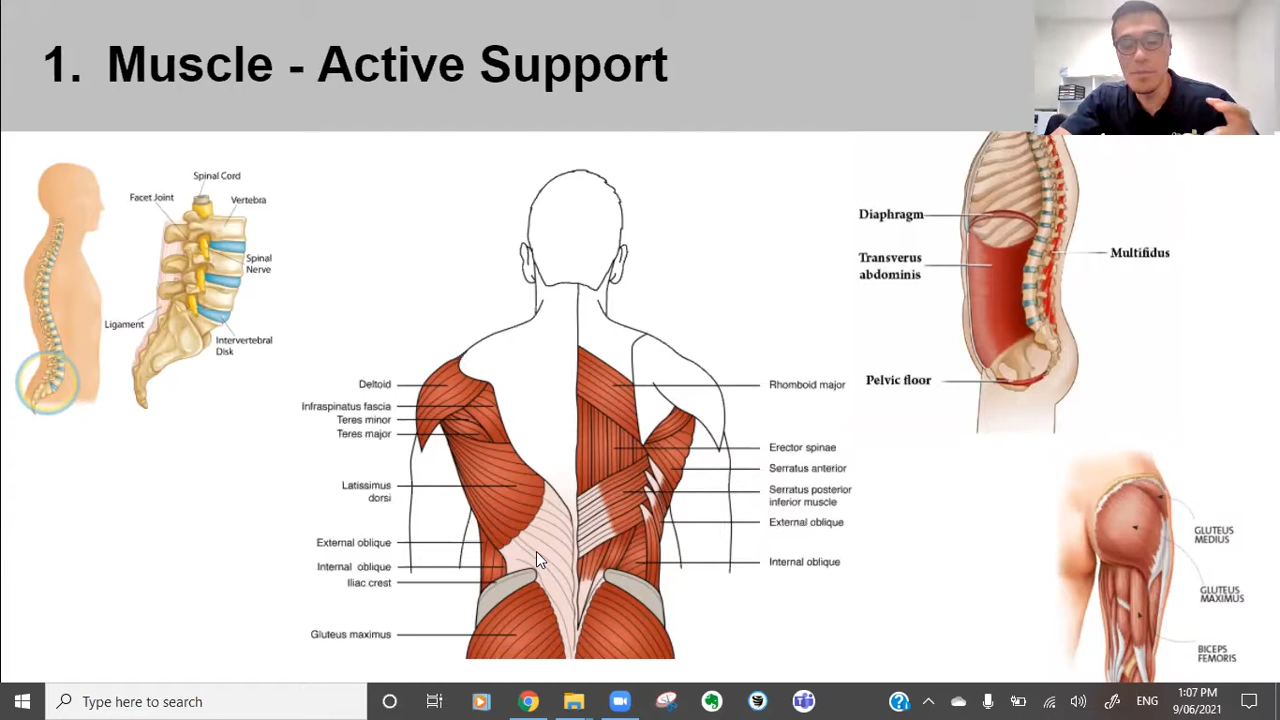 1. Muscle - Active Support
Spinal Cord
Facet Joint
Vertebra
Spinal
Nerve
Ligament
Intervertebral
Disk
Deltoid
Infraspinatus fascia
Teres minor
Teres major
Latissimus
dorsi
External oblique
Internal oblique
Iliac crest
Gluteus maximus
Rhomboid major
Erector spinae
Serratus anterior
Serratus posterior
inferior muscle
External oblique
Internal oblique
Diaphragm
Transverus
abdominis
Multifidus
Pelvic floor
GLUTEUS
MEDIUS
GLUTEUS
MAXIMUS
BICEPS
FEMORIS
Type here to search
ENG
1:07 PM
9/06/2021